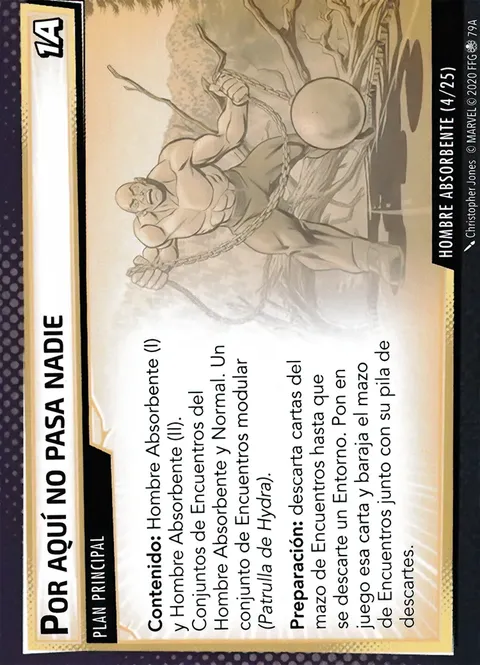 POR AQUÍ NO PASA NADIE
1A
PLAN PRINCIPAL
Contenido: Hombre Absorbente (I)
y Hombre Absorbente (II).
Conjuntos de Encuentros del
Hombre Absorbente y Normal. Un
conjunto de Encuentros modular
(Patrulla de Hydra).
Preparación: descarta cartas del
mazo de Encuentros hasta que
se descarte un Entorno. Pon en
juego esa carta y baraja el mazo
de Encuentros junto con su pila de
descartes.
HOMBRE ABSORBENTE (4/25)
Christopher Jones © MARVEL © 2020 FFG 79A